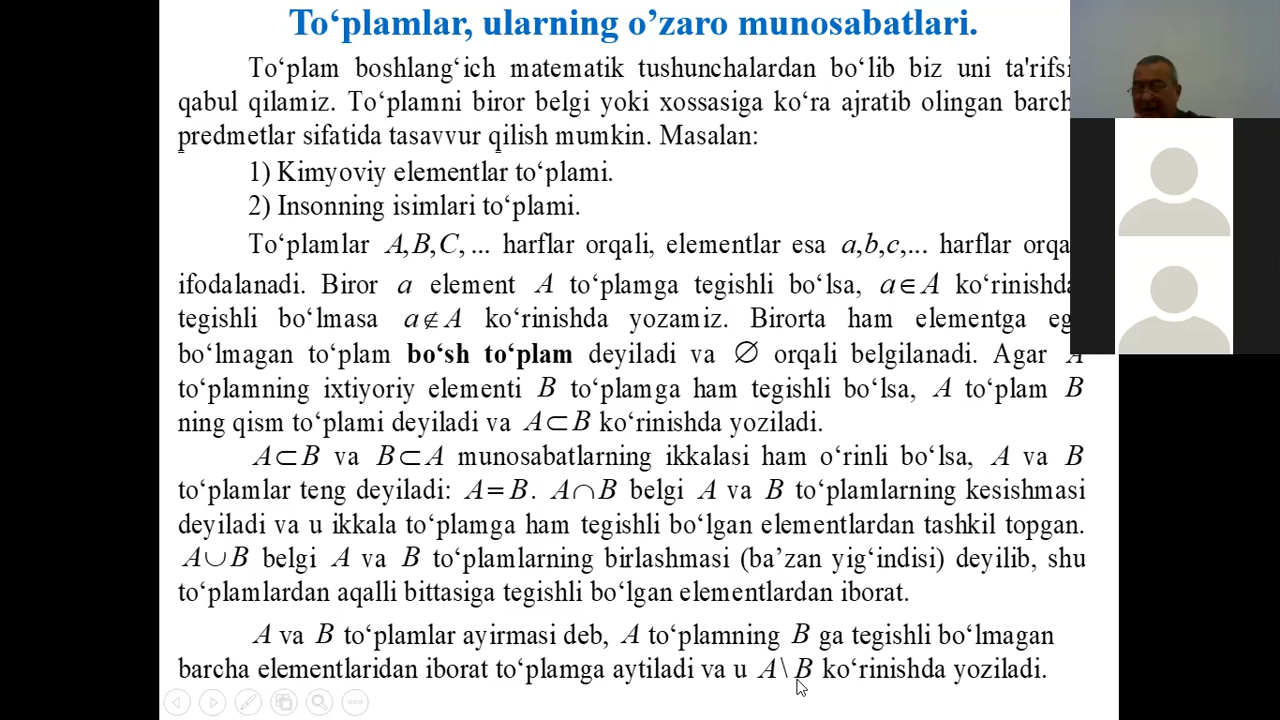 To‘plamlar, ularning o’zaro munosabatlari.
To‘plam boshlang‘ich matematik tushunchalardan bo‘lib biz uni ta'rifsi
qabul qilamiz. To‘plamni biror belgi yoki xossasiga ko‘ra ajratib olingan barch
predmetlar sifatida tasavvur qilish mumkin. Masalan:
1) Kimyoviy elementlar to‘plami.
2) Insonning isimlari to‘plami.
To‘plamlar A,B,C,... harflar orqali, elementlar esa a,b,c,... harflar orqa
ifodalanadi. Biror a element A to‘plamga tegishli bo‘lsa, a∈A ko‘rinishda
tegishli bo‘lmasa a∉A ko‘rinishda yozamiz. Birorta ham elementga eg
bo‘lmagan to‘plam bo‘sh to‘plam deyiladi va ∅ orqali belgilanadi. Agar A
to‘plamning ixtiyoriy elementi B to‘plamga ham tegishli bo‘lsa, A to‘plam B
ning qism to‘plami deyiladi va A⊂B ko‘rinishda yoziladi.
A⊂B va B⊂A munosabatlarning ikkalasi ham o‘rinli bo‘lsa, A va B
to‘plamlar teng deyiladi: A=B. A∩B belgi A va B to‘plamlarning kesishmasi
deyiladi va u ikkala to‘plamga ham tegishli bo‘lgan elementlardan tashkil topgan.
A∪B belgi A va B to‘plamlarning birlashmasi (ba’zan yig‘indisi) deyilib, shu
to‘plamlardan aqalli bittasiga tegishli bo‘lgan elementlardan iborat.
A va B to‘plamlar ayirmasi deb, A to‘plamning B ga tegishli bo‘lmagan
barcha elementlaridan iborat to‘plamga aytiladi va u A\B ko‘rinishda yoziladi.